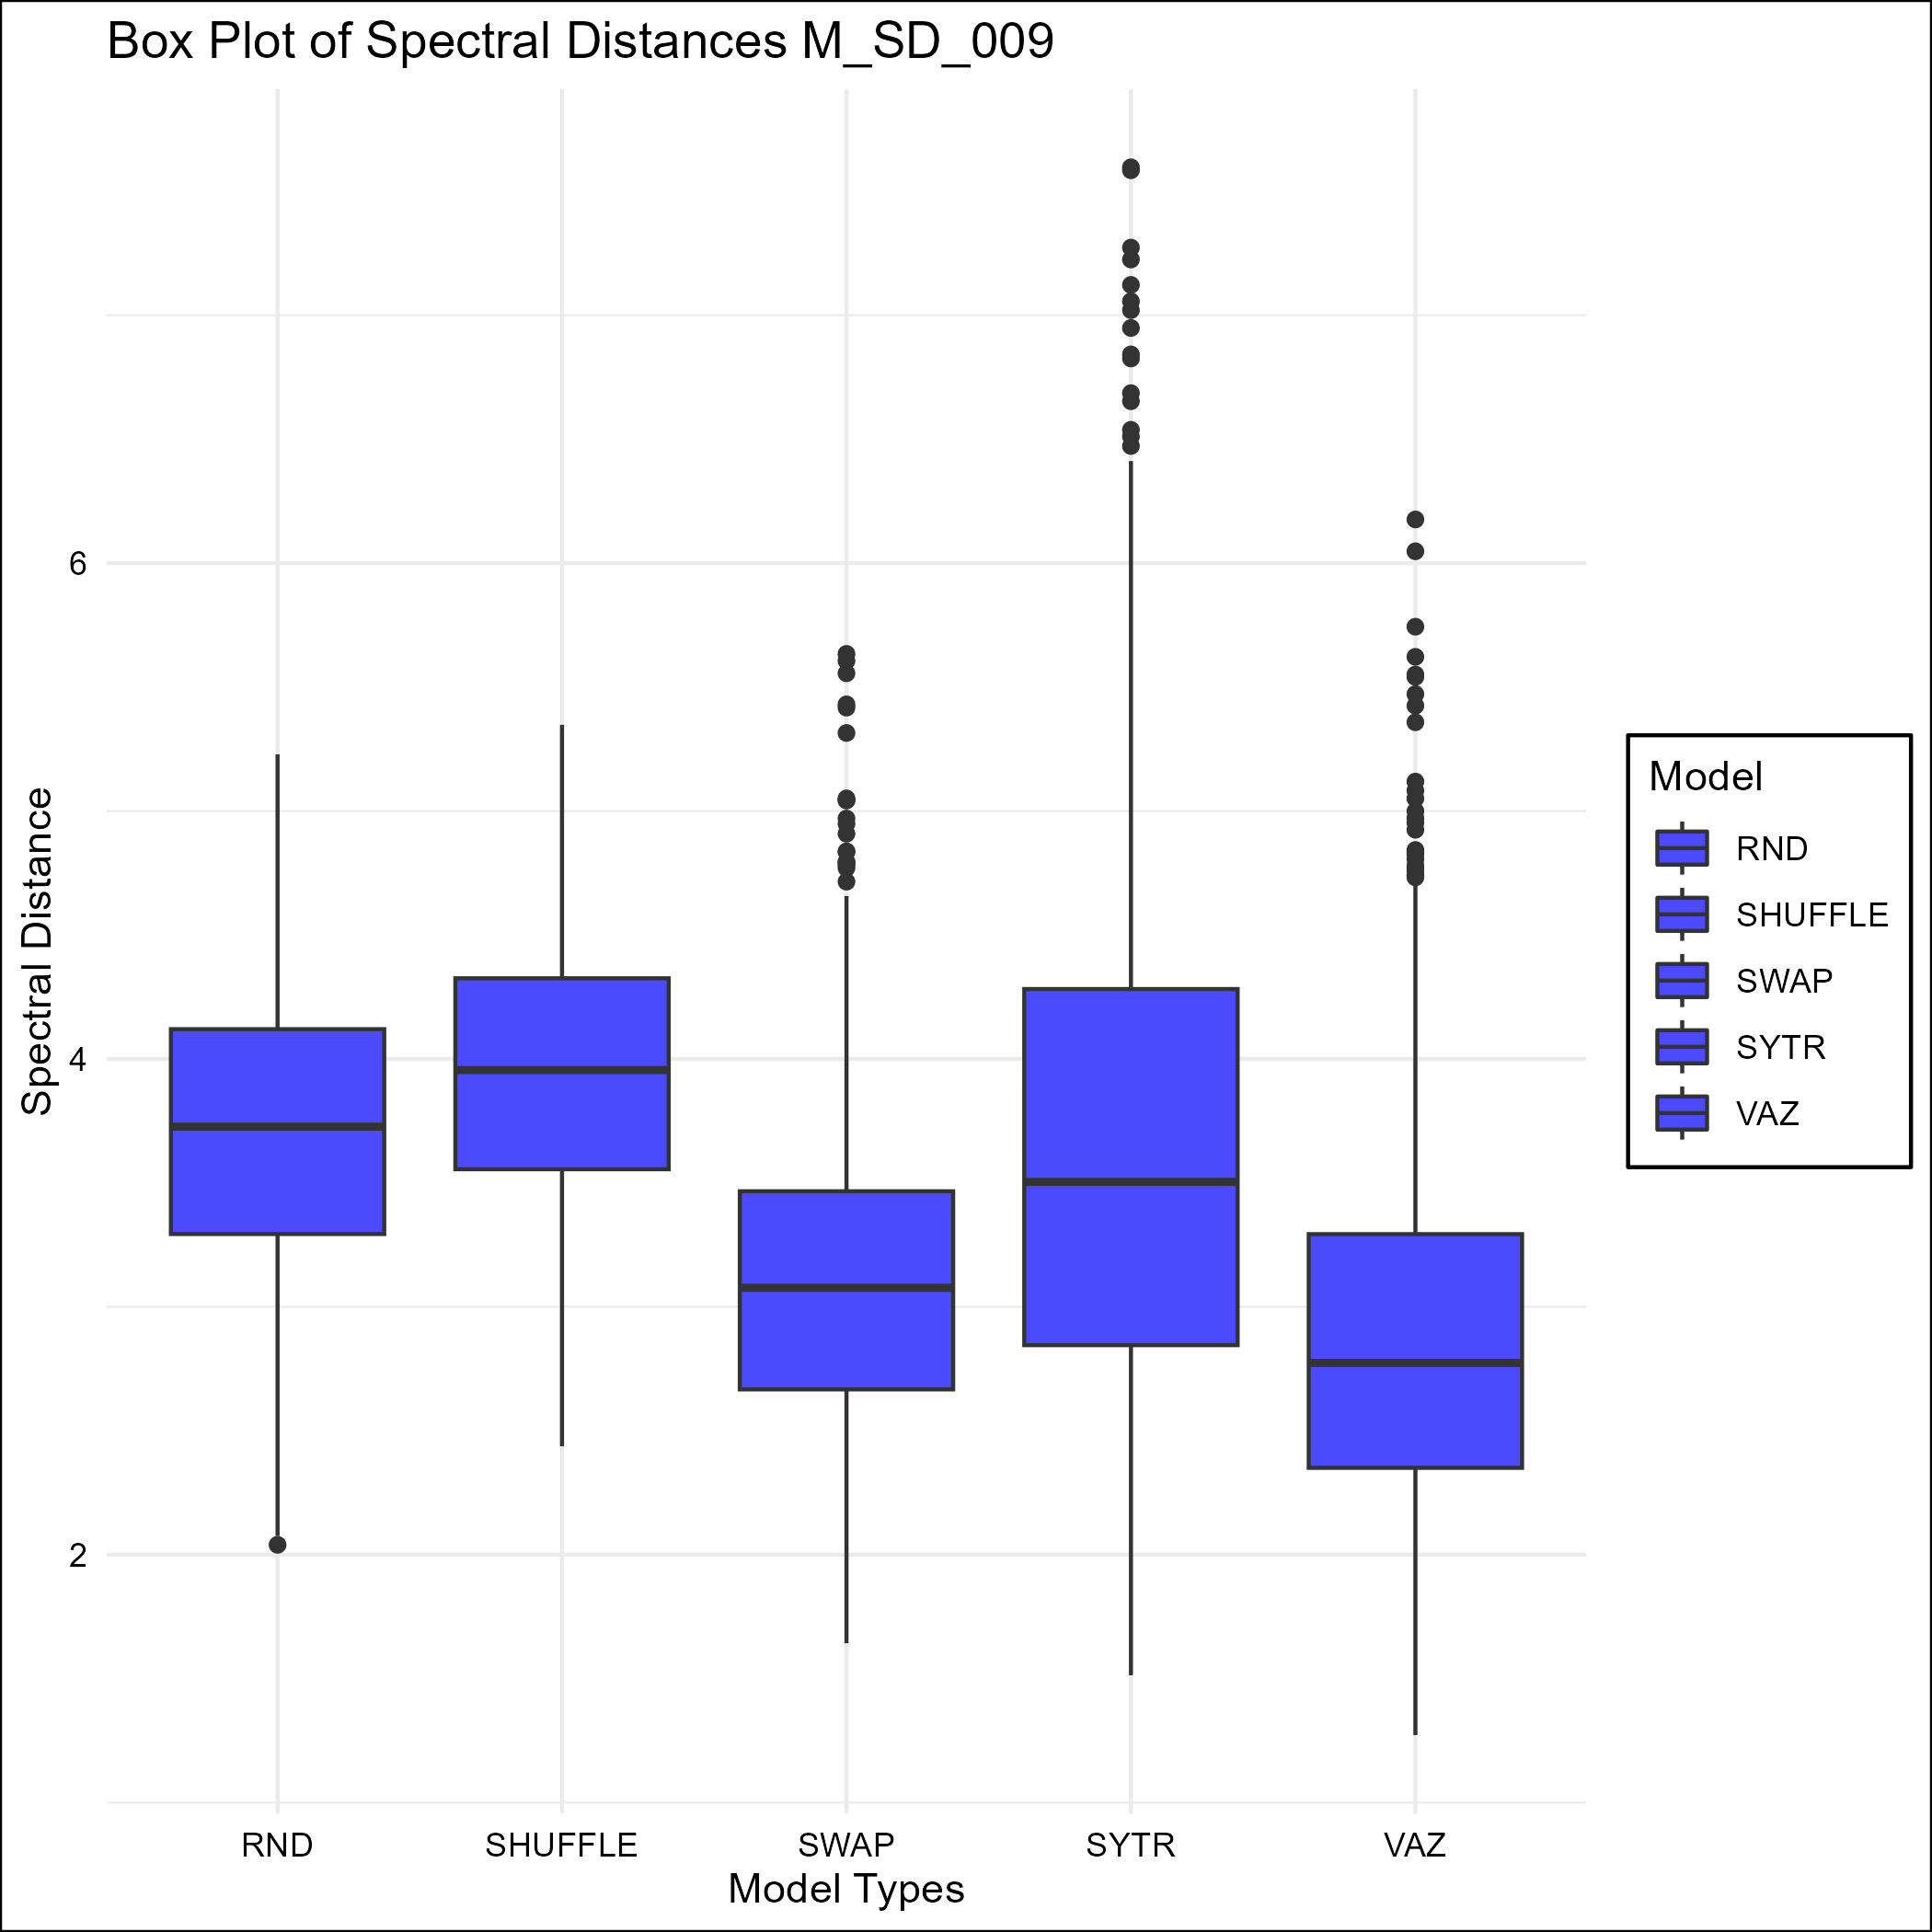 Box Plot of Spectral Distances M_SD_009
Spectral Distance
6
4
2
RND
SHUFFLE
SWAP
SYTR
VAZ
Model Types
Model
RND
SHUFFLE
SWAP
SYTR
VAZ